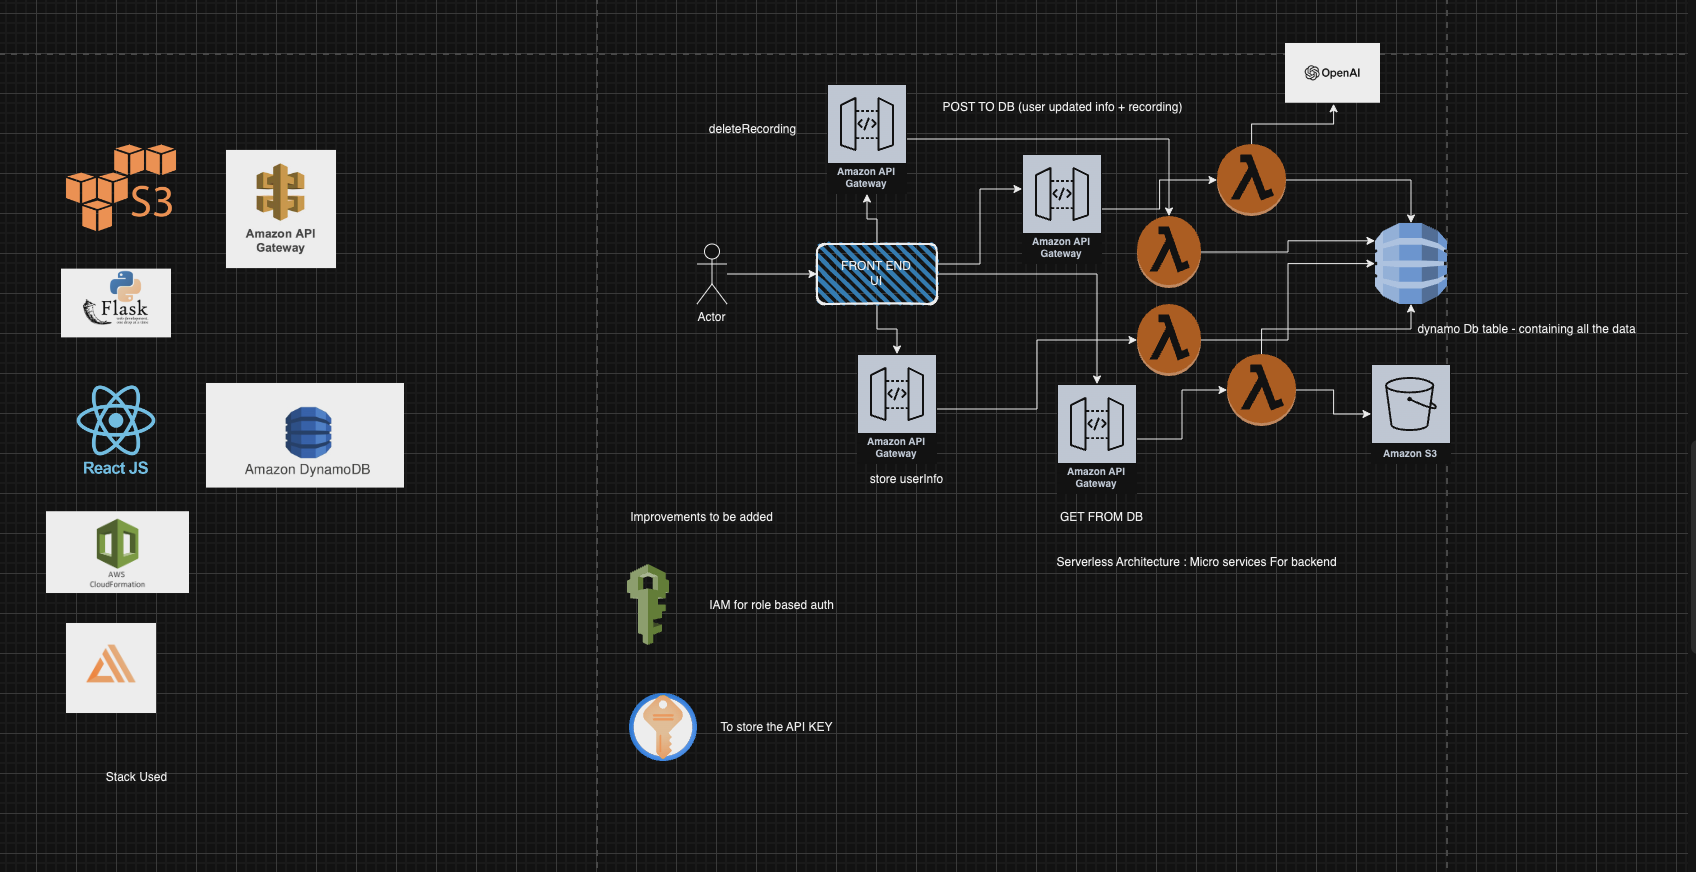 S3
Amazon API
Gateway
Flask
React JS
Amazon DynamoDB
AWS
CloudFormation
Stack Used
OpenAI
POST TO DB (user updated info + recording)
deleteRecording
Amazon API
Gateway
Amazon API
Gateway
FRONT END
UI
Actor
dynamo Db table - containing all the data
Amazon API
Gateway
store userInfo
Amazon API
Gateway
Amazon S3
GET FROM DB
Improvements to be added
Serverless Architecture : Micro services For backend
IAM for role based auth
To store the API KEY